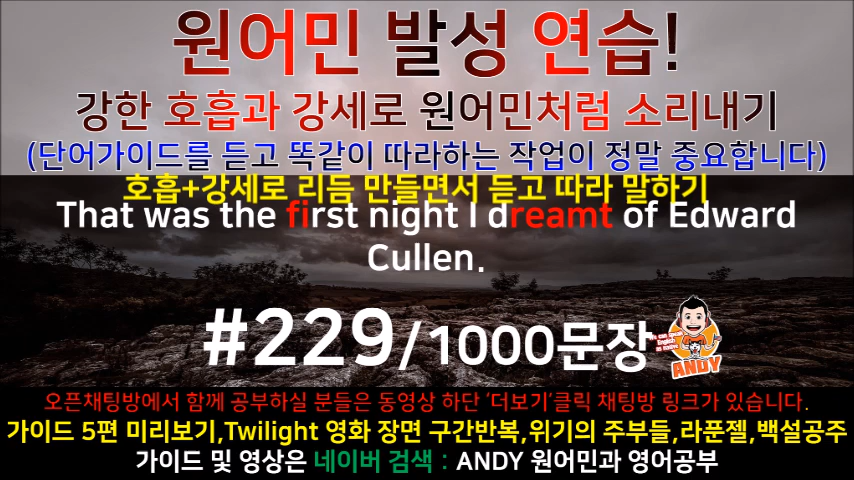 원어민 발성 연습!
강한 호흡과 강세로 원어민처럼 소리내기
(단어가이드를 듣고 똑같이 따라하는 작업이 정말 중요합니다)
호흡+강세로 리듬 만들면서 듣고 따라 말하기
That was the first night I dreamt of Edward
Cullen.
#229/1000문장
ANDY
오픈채팅방에서 함께 공부하실 분들은 동영상 하단 '더보기'클릭 채팅방 링크가 있습니다.
가이드 5편 미리보기,Twilight 영화 장면 구간반복,위기의 주부들,라푼젤,백설공주
가이드 및 영상은 네이버 검색 : ANDY 원어민과 영어공부